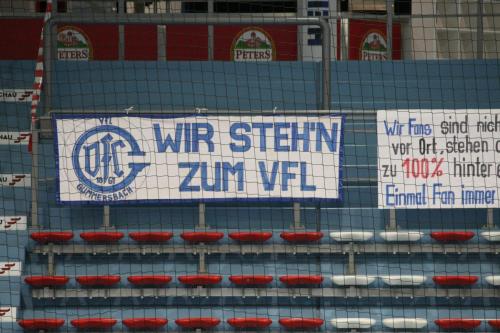 PETERS
PETERS
PETERS
CHAU
VFL
GUMMERSBACH
WIR STEH'N
ZUM VFL
Wir Fans sind nich
vor Ort, stehen
zu 100% hinter
Einmal Fan immer